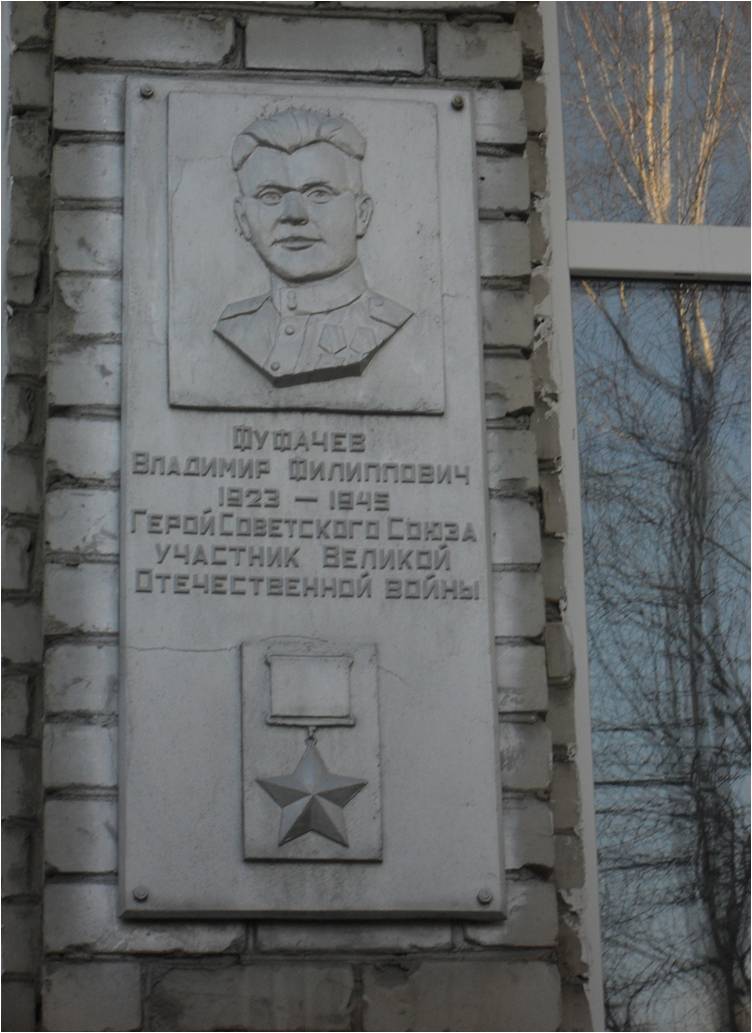 ФУФАЧЕВ
ВЛАДИМИР ФИЛИППОВИЧ
1923 — 1945
ГЕРОЙ СОВЕТСКОГО СОЮЗА
УЧАСТНИК ВЕЛИКОЙ
ОТЕЧЕСТВЕННОЙ ВОЙНЫ